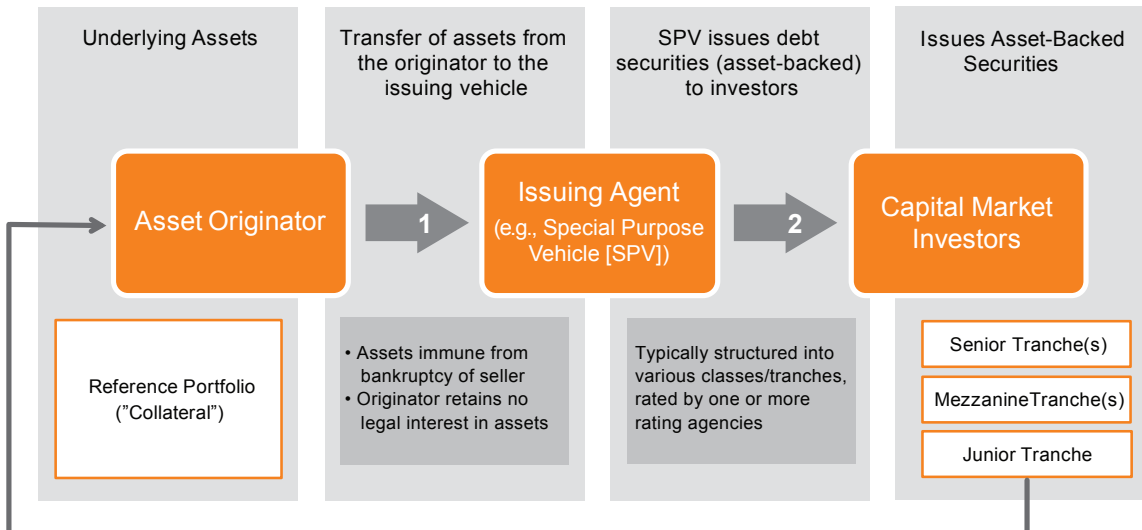 Underlying Assets
Transfer of assets from
the originator to the
issuing vehicle
SPV issues debt
securities (asset-backed)
to investors
Issues Asset-Backed
Securities
Asset Originator
1
Issuing Agent
(e.g., Special Purpose
Vehicle [SPV])
2
Capital Market
Investors
Reference Portfolio
(”Collateral”)
• Assets immune from
bankruptcy of seller
• Originator retains no
legal interest in assets
Typically structured into
various classes/tranches,
rated by one or more
rating agencies
Senior Tranche(s)
MezzanineTranche(s)
Junior Tranche